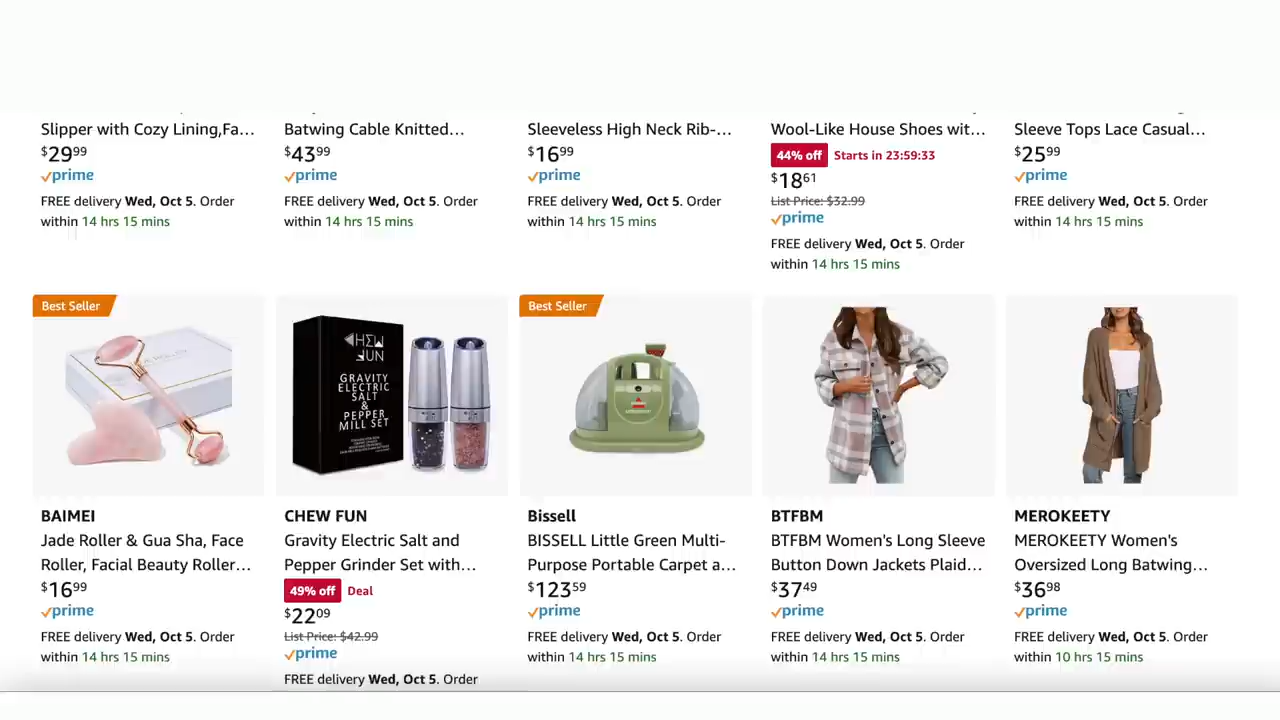 Slipper with Cozy Lining,Fa...
$29.99
prime
FREE delivery Wed, Oct 5. Order
within 14 hrs 15 mins
Batwing Cable Knitted...
$43.99
prime
FREE delivery Wed, Oct 5. Order
within 14 hrs 15 mins
Sleeveless High Neck Rib-...
$16.99
prime
FREE delivery Wed, Oct 5. Order
within 14 hrs 15 mins
Wool-Like House Shoes wit...
44% off Starts in 23:59:33
$18.61
List Price: $32.99
prime
FREE delivery Wed, Oct 5. Order
within 14 hrs 15 mins
Sleeve Tops Lace Casual...
$25.99
prime
FREE delivery Wed, Oct 5. Order
within 14 hrs 15 mins
Best Seller
BAIMEI
Jade Roller & Gua Sha, Face
Roller, Facial Beauty Roller...
$16.99
prime
FREE delivery Wed, Oct 5. Order
within 14 hrs 15 mins
CHEW
FUN
GRAVITY
ELECTRIC
SALT
&
PEPPER
MILL SET
CHEW FUN
Gravity Electric Salt and
Pepper Grinder Set with...
49% off Deal
$22.09
List Price: $42.99
prime
FREE delivery Wed, Oct 5. Order
Best Seller
Bissell
BISSELL Little Green Multi-
Purpose Portable Carpet a...
$123.59
prime
FREE delivery Wed, Oct 5. Order
within 14 hrs 15 mins
BTFBM
BTFBM Women's Long Sleeve
Button Down Jackets Plaid...
$37.49
prime
FREE delivery Wed, Oct 5. Order
within 14 hrs 15 mins
MEROKEETY
MEROKEETY Women's
Oversized Long Batwing...
$36.98
prime
FREE delivery Wed, Oct 5. Order
within 10 hrs 15 mins